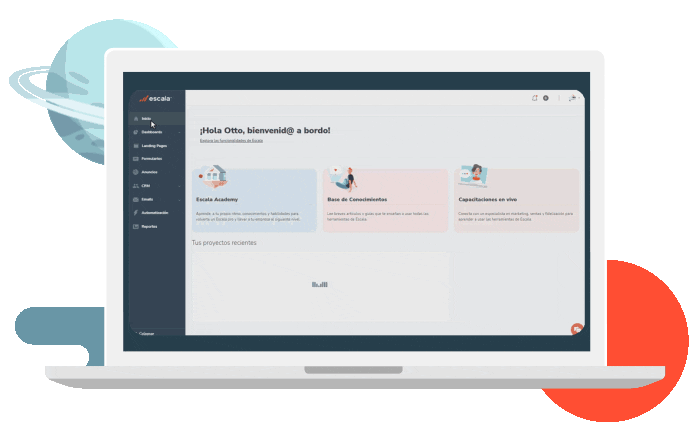 escala
Inicio
Dashboards
Landing Pages
Formularios
Anuncios
CRM
Emails
Automatización
Reportes
Colapsar
¡Hola Otto, bienvenid@ a bordo!
Explora las funcionalidades de Escala
Escala Academy
Aprende, a tu propio ritmo, conocimientos y habilidades para
convertir en Escala pro y llevar a tu empresa al siguiente nivel.
Base de Conocimientos
Lee breves artículos o guías que te enseñan a usar todas las
herramientas de Escala.
Capacitaciones en vivo
Conecta con un especialista en marketing, ventas y fidelización para
aprender a usar las herramientas de Escala.
Tus proyectos recientes